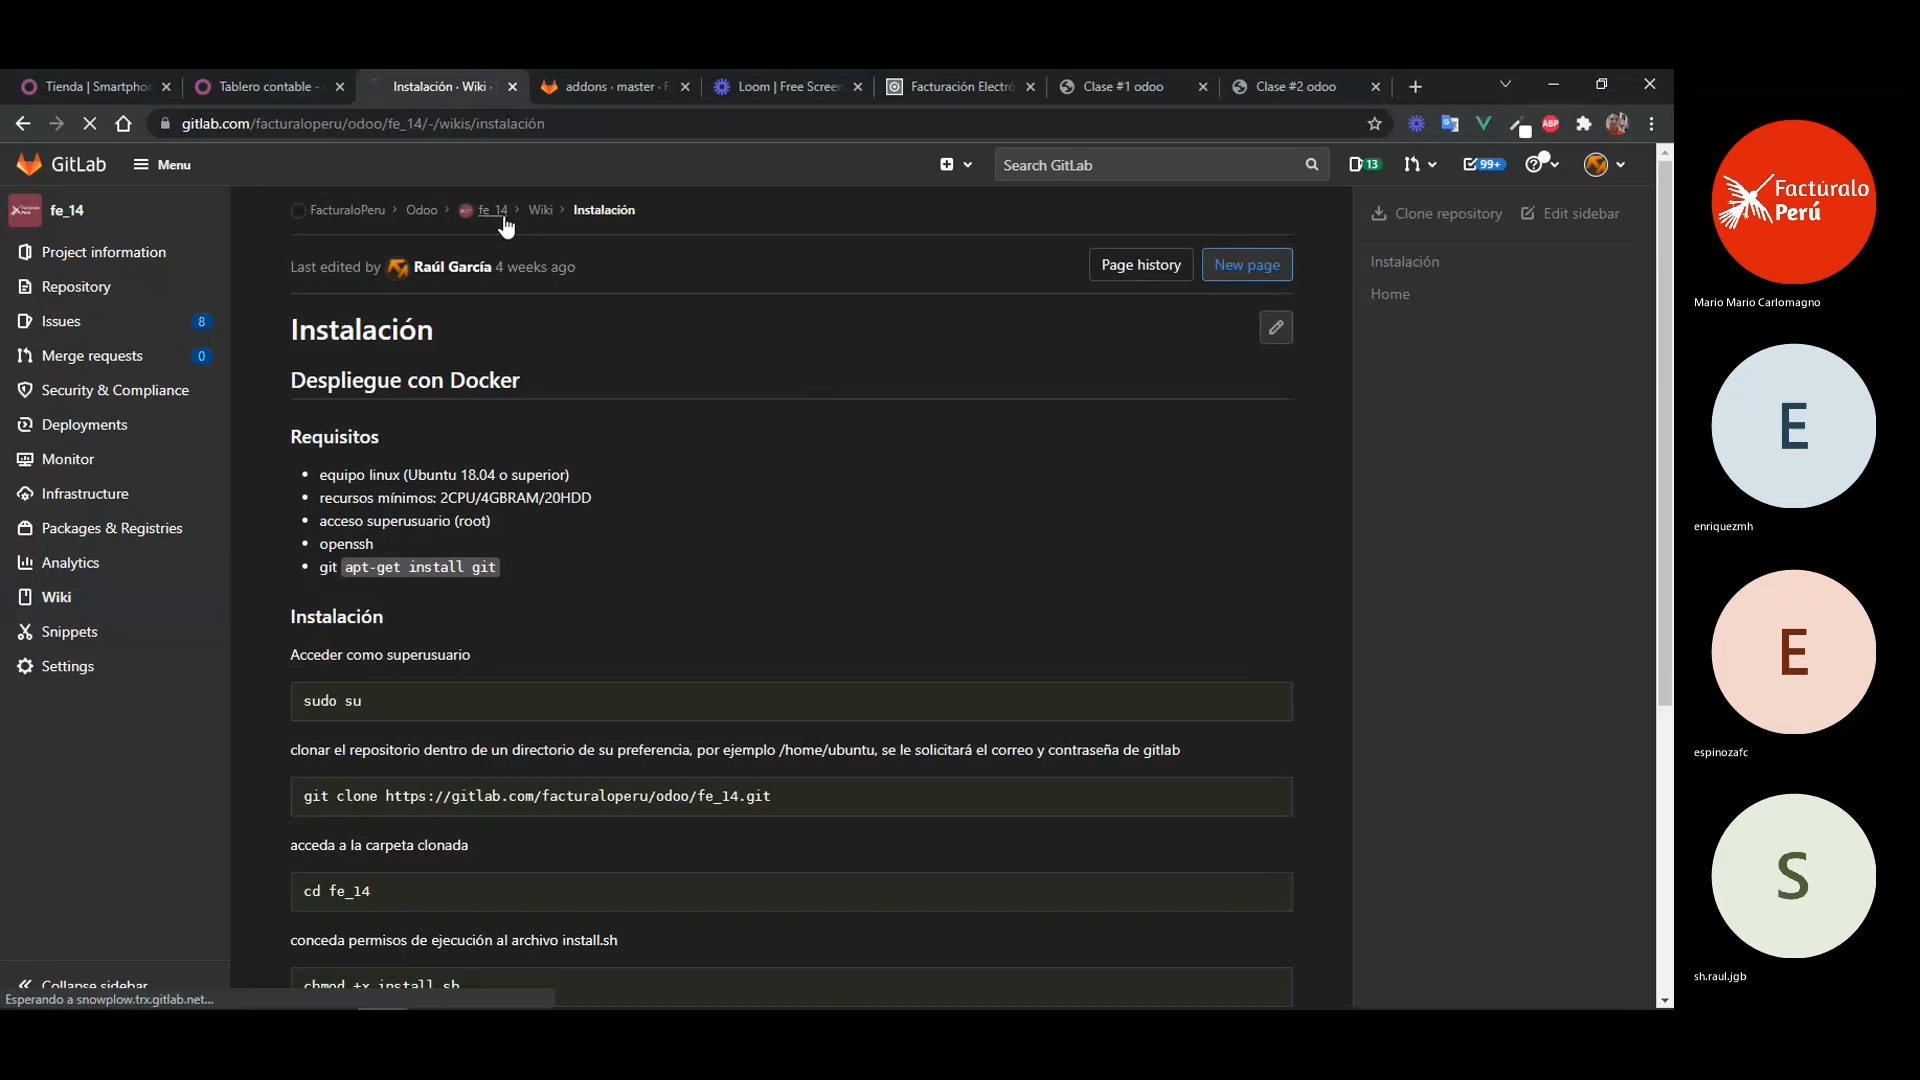 Tienda | Smartpho
Tablero contable -
Instalación · Wiki ·
addons · master · F
Loom | Free Screen
Facturación Electró
Clase #1 odoo
Clase #2 odoo
gitlab.com/facturaloperu/odoo/fe_14/-/wikis/instalación
ABP
GitLab
Menu
Search GitLab
13
99+
fe_14
Project information
Repository
Issues
8
Merge requests
0
Security & Compliance
Deployments
Monitor
Infrastructure
Packages & Registries
Analytics
Wiki
Snippets
Settings
Collapse sidebar
Esperando a snowplow.trx.gitlab.net...
FacturaloPeru › Odoo › fe_14 › Wiki › Instalación
Last edited by Raúl García 4 weeks ago
Page history
New page
Instalación
Despliegue con Docker
Requisitos
• equipo linux (Ubuntu 18.04 o superior)
• recursos mínimos: 2CPU/4GBRAM/20HDD
• acceso superusuario (root)
• openssh
• git apt-get install git
Instalación
Acceder como superusuario
sudo su
clonar el repositorio dentro de un directorio de su preferencia, por ejemplo /home/ubuntu, se le solicitará el correo y contraseña de gitlab
git clone https://gitlab.com/facturaloperu/odoo/fe_14.git
acceda a la carpeta clonada
cd fe_14
conceda permisos de ejecución al archivo install.sh
chmod +x install.sh
Clone repository
Edit sidebar
Instalación
Home
Factúralo
Perú
Mario Mario Carlomagno
E
enriquezmh
E
espinozafc
S
sh.raul.jgb